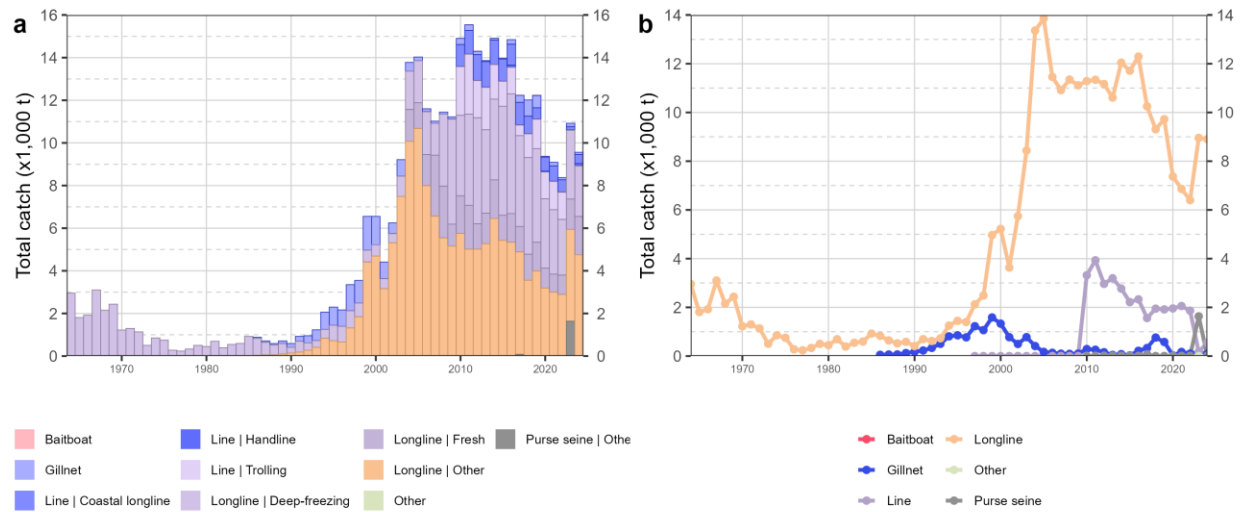 a
b
Total catch (x1,000 t)
16
14
12
10
8
6
4
2
0
16
14
12
10
8
6
4
2
0
1970
1980
1990
2000
2010
2020
Total catch (x1,000 t)
14
12
10
8
6
4
2
0
14
12
10
8
6
4
2
0
1970
1980
1990
2000
2010
2020
Baitboat
Line | Handline
Longline | Fresh
Purse seine | Othe
Gillnet
Line | Trolling
Longline | Other
Line | Coastal longline
Longline | Deep-freezing
Other
Baitboat
Longline
Gillnet
Other
Line
Purse seine